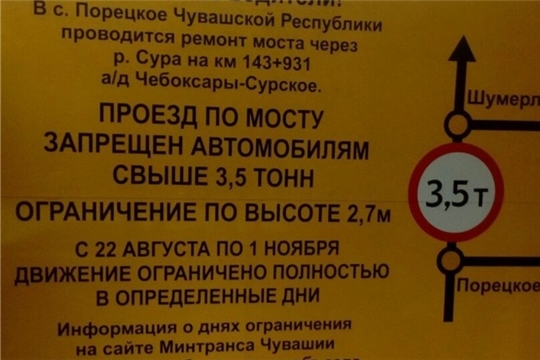 В с. Порецкое Чувашской Республики
проводится ремонт моста через
р. Сура на км 143+931
а/д Чебоксары-Сурское.
ПРОЕЗД ПО МОСТУ
ЗАПРЕЩЕН АВТОМОБИЛЯМ
СВЫШЕ 3,5 ТОНН
ОГРАНИЧЕНИЕ ПО ВЫСОТЕ 2,7м
С 22 АВГУСТА ПО 1 НОЯБРЯ
ДВИЖЕНИЕ ОГРАНИЧЕНО ПОЛНОСТЬЮ
В ОПРЕДЕЛЕННЫЕ ДНИ
Информация о днях ограничения
на сайте Минтранса Чувашии
Шумерл
3,5т
Порецкое